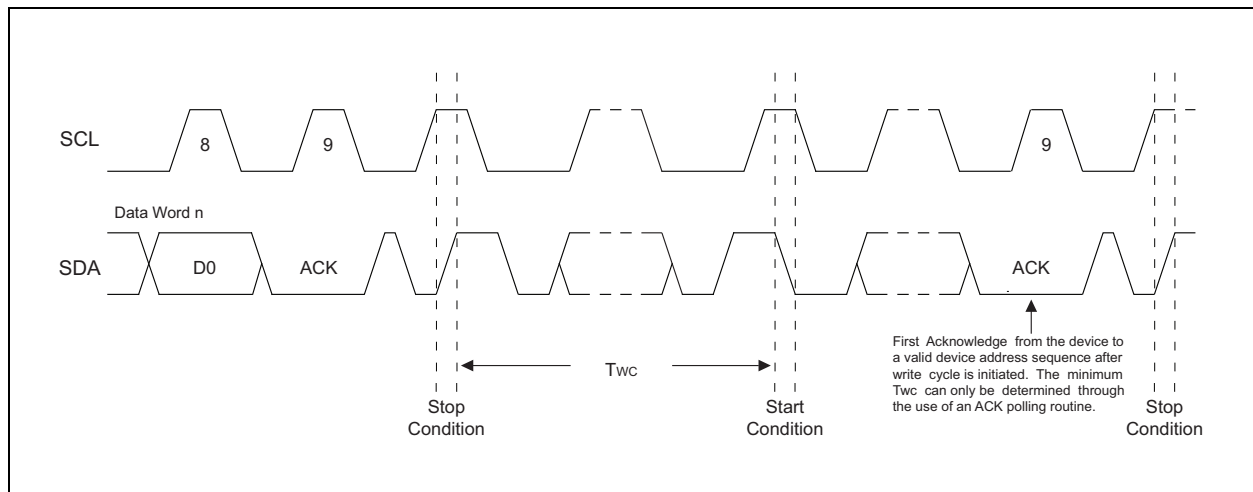 SCL
8
9
9
Data Word n
SDA
D0
ACK
ACK
First Acknowledge from the device to
a valid device address sequence after
write cycle is initiated. The minimum
Twc can only be determined through
the use of an ACK polling routine.
TWC
Stop
Condition
Start
Condition
Stop
Condition